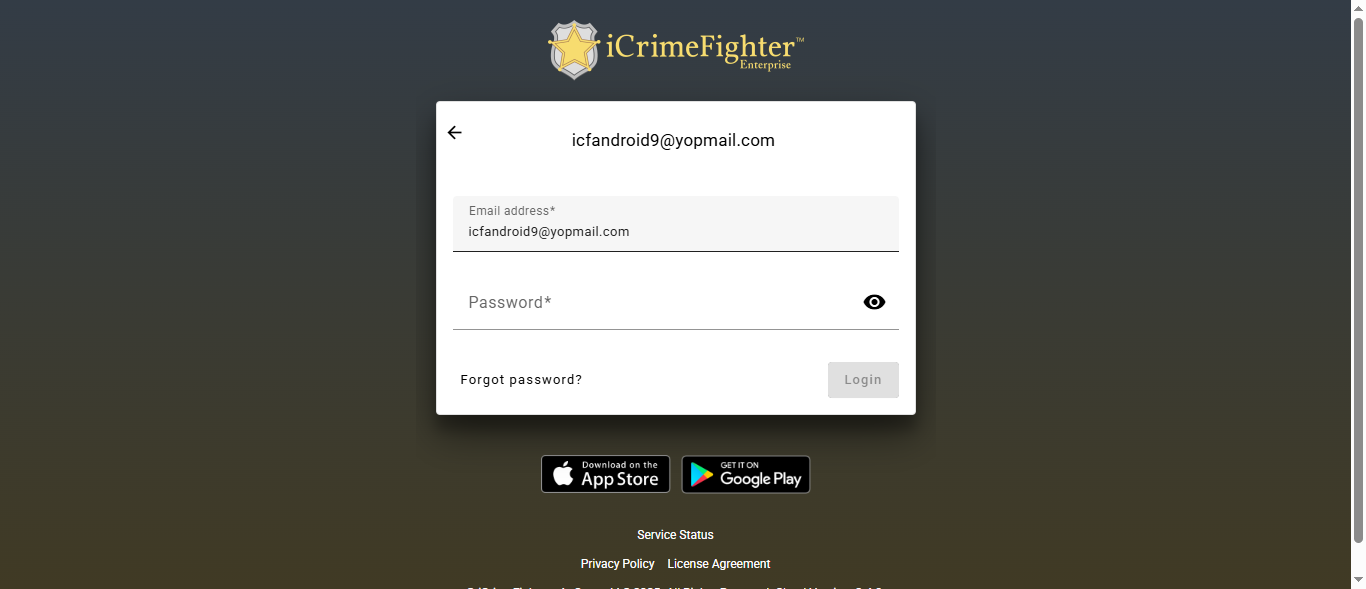 iCrimeFighter™
Enterprise
icfandroid9@yopmail.com
Email address*
icfandroid9@yopmail.com
Password*
Forgot password?
Login
Download on the
App Store
GET IT ON
Google Play
Service Status
Privacy Policy License Agreement